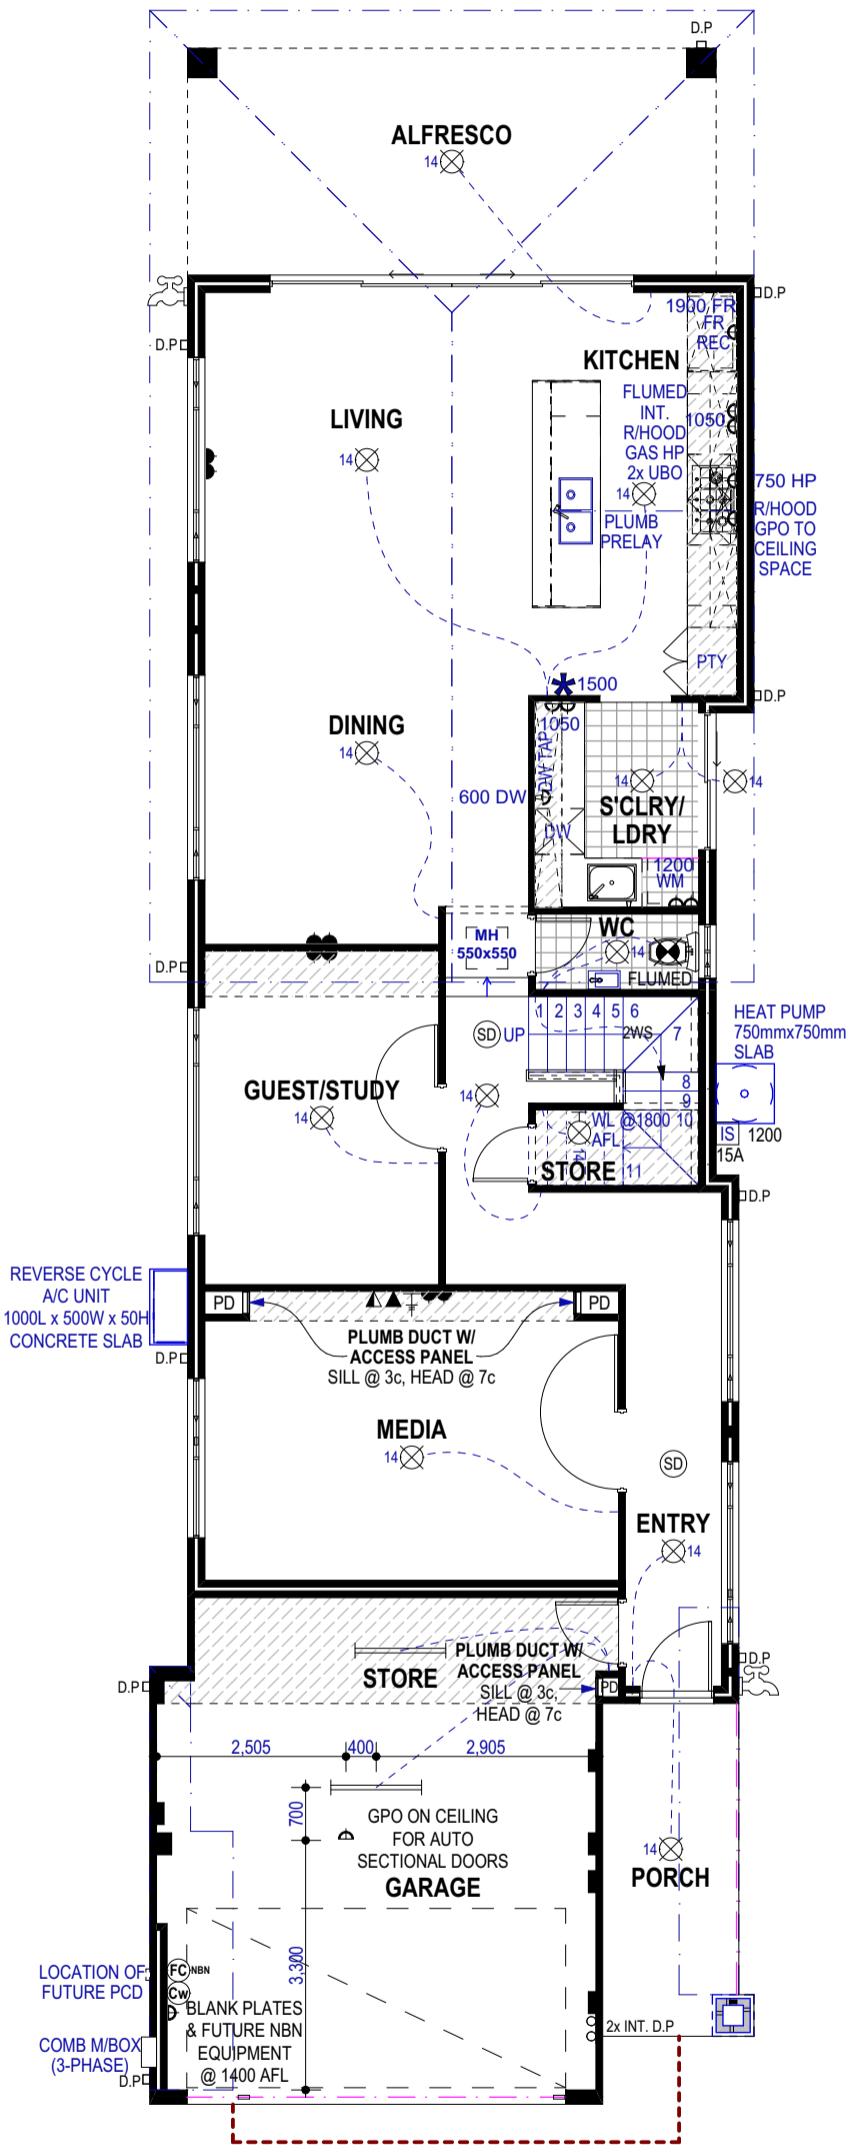 D.P
ALFRESCO
14
D.P
1900 FR
FR
REC
D.P
KITCHEN
LIVING
14
FLUMED
INT.
R/HOOD
GAS HP
2x UBO
1050
14
PLUMB
PRELAY
750 HP
R/HOOD
GPO TO
CEILING
SPACE
PTY
D.P
1500
1050
DINING
14
DW TAP
600 DW
DW
14
14
S'CLRY/
LDRY
1200
WM
WC
14
FLUMED
MH
550x550
D.P
SD
UP
1
2
3
4
5
6
2WS
7
8
9
10
11
HEAT PUMP
750mmx750mm
SLAB
IS
1200
15A
GUEST/STUDY
14
14
WL @1800
AFL
14
STORE
D.P
REVERSE CYCLE
A/C UNIT
1000L x 500W x 50H
CONCRETE SLAB
D.P
PD
PD
PLUMB DUCT W/
ACCESS PANEL
SILL @ 3c, HEAD @ 7c
MEDIA
14
SD
ENTRY
14
PLUMB DUCT W/
ACCESS PANEL
SILL @ 3c,
HEAD @ 7c
STORE
PD
D.P
D.P
2,505
400
2,905
700
GPO ON CEILING
FOR AUTO
SECTIONAL DOORS
GARAGE
14
PORCH
3,300
LOCATION OF
FUTURE PCD
FC
NBN
CW
BLANK PLATES
& FUTURE NBN
EQUIPMENT
@ 1400 AFL
COMB M/BOX
(3-PHASE)
D.P
2x INT. D.P